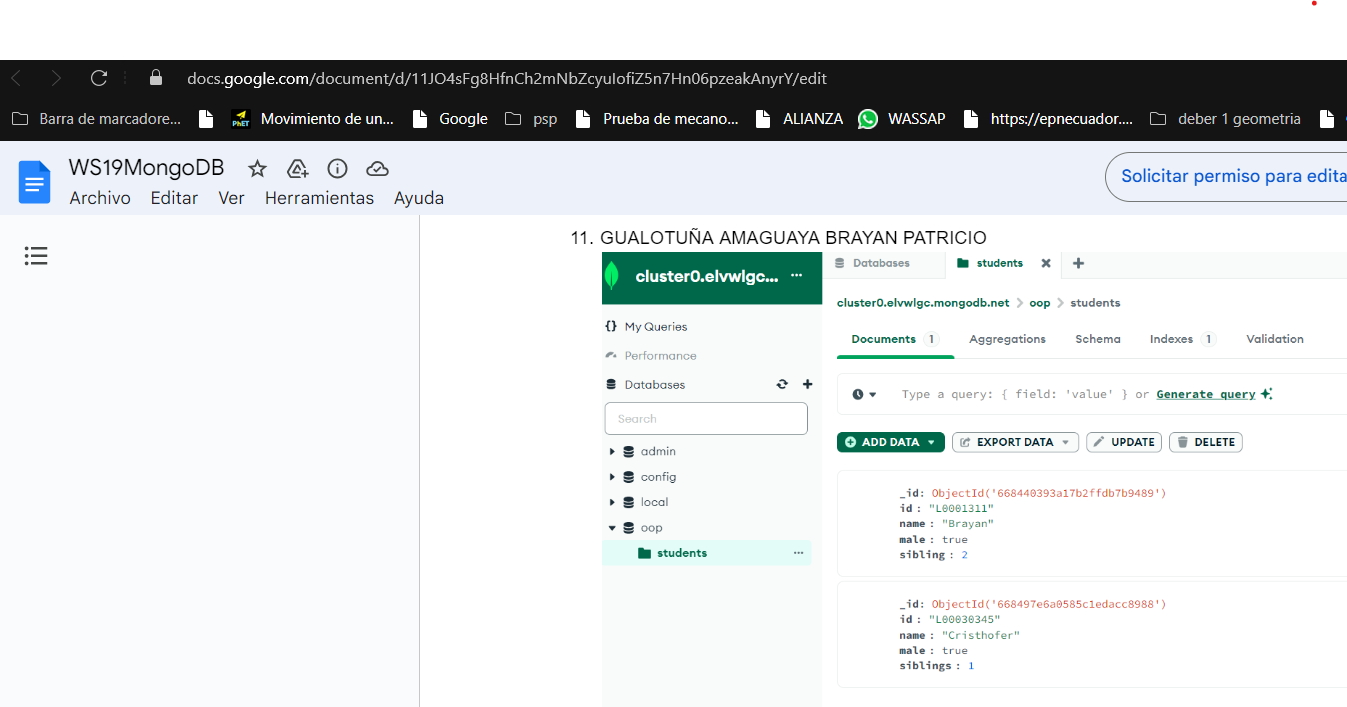 docs.google.com/document/d/11JO4sFg8HfnCh2mNbZcyuIofiZ5n7Hn06pzeakAnyrY/edit
Barra de marcadore... PhET Movimiento de un... Google psp Prueba de mecano... ALIANZA WASSAP https://epnecuador.... deber 1 geometria
WS19MongoDB
Solicitar permiso para edita
Archivo Editar Ver Herramientas Ayuda
11. GUALOTUÑA AMAGUAYA BRAYAN PATRICIO
cluster0.elvwlgc... ···
Databases students
cluster0.elvwlgc.mongodb.net > oop > students
{} My Queries
Documents 1 Aggregations Schema Indexes 1 Validation
Performance
Databases
Type a query: { field: 'value' } or Generate query
Search
ADD DATA EXPORT DATA UPDATE DELETE
admin
config
local
oop
students ···
_id: ObjectId('668440393a17b2ffdb7b9489')
id : "L0001311"
name : "Brayan"
male : true
sibling : 2
_id: ObjectId('668497e6a0585c1edacc8988')
id : "L00030345"
name : "Cristhofer"
male : true
siblings : 1